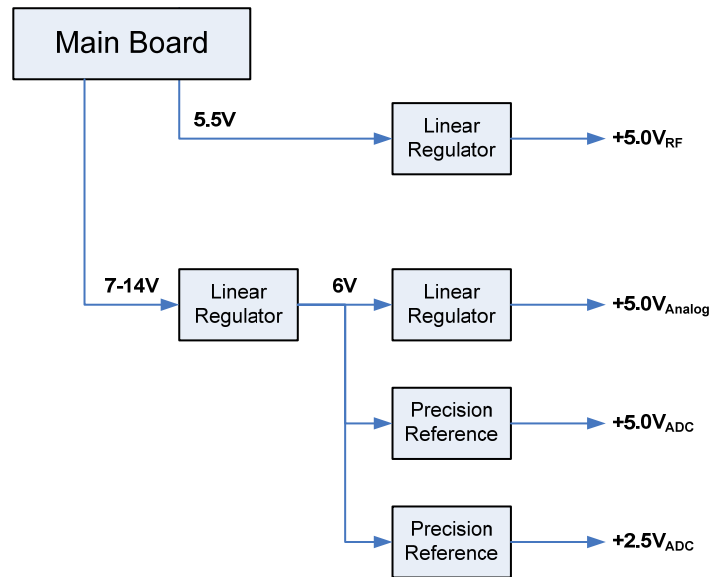 Main Board
5.5V
Linear
Regulator
+5.0VRF
7-14V
Linear
Regulator
6V
Linear
Regulator
+5.0VAnalog
Precision
Reference
+5.0VADC
Precision
Reference
+2.5VADC